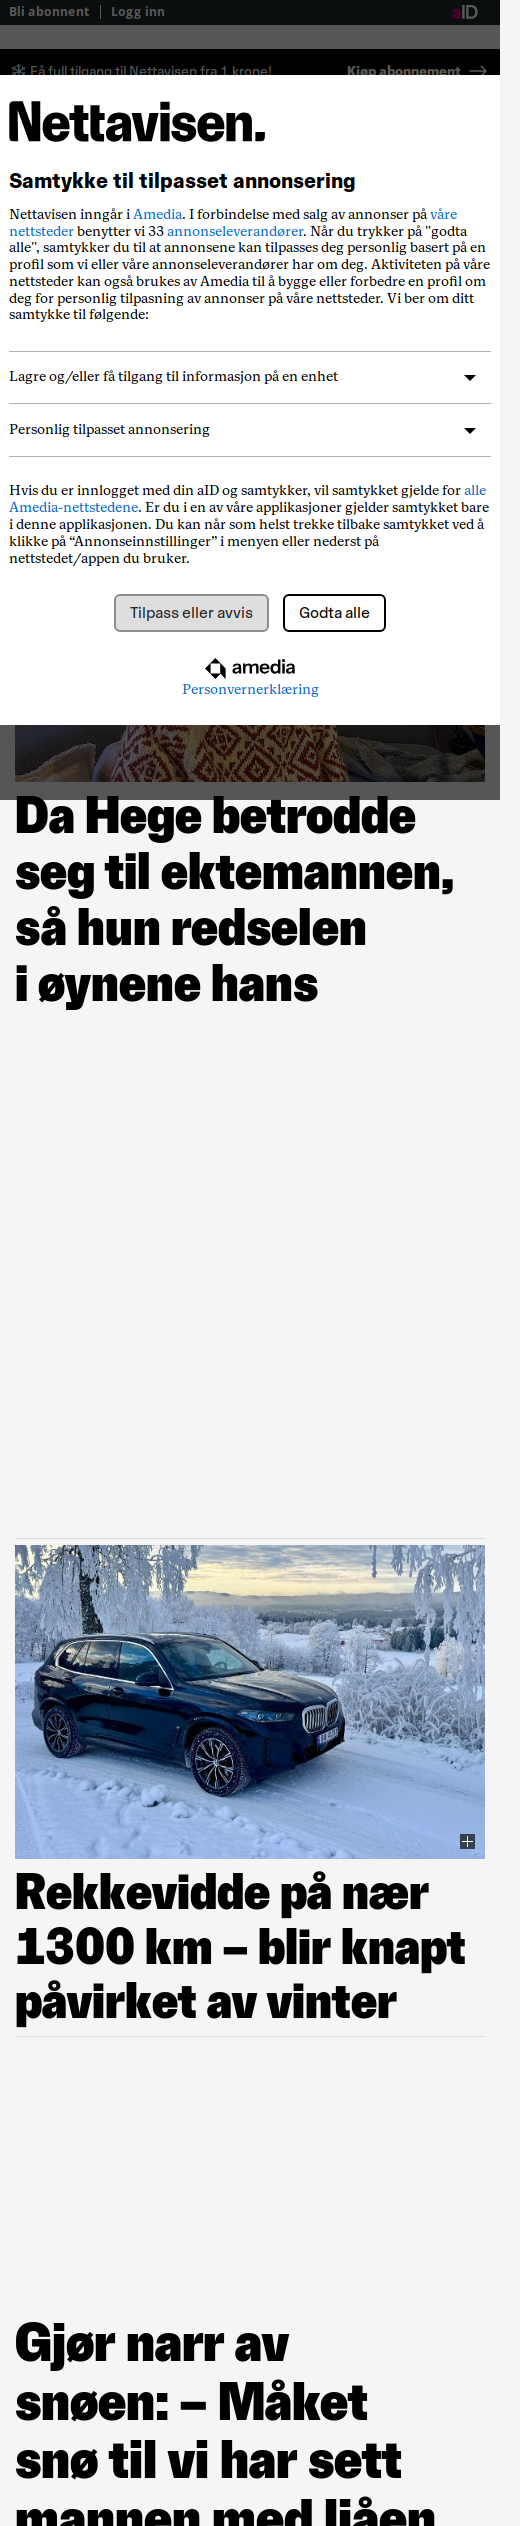 Bli abonnent
Logg inn
aID
Få full tilgang til Nettavisen fra 1 krone!
Kjøp abonnement
Nettavisen.
Samtykke til tilpasset annonsering
Nettavisen inngår i Amedia. I forbindelse med salg av annonser på våre
nettsteder benytter vi 33 annonseleverandører. Når du trykker på "godta
alle", samtykker du til at annonsene kan tilpasses deg personlig basert på en
profil som vi eller våre annonseleverandører har om deg. Aktiviteten på våre
nettsteder kan også brukes av Amedia til å bygge eller forbedre en profil om
deg for personlig tilpasning av annonser på våre nettsteder. Vi ber om ditt
samtykke til følgende:
Lagre og/eller få tilgang til informasjon på en enhet
Personlig tilpasset annonsering
Hvis du er innlogget med din aID og samtykker, vil samtykket gjelde for alle
Amedia-nettstedene. Er du i en av våre applikasjoner gjelder samtykket bare
i denne applikasjonen. Du kan når som helst trekke tilbake samtykket ved å
klikke på “Annonseinnstillinger” i menyen eller nederst på
nettstedet/appen du bruker.
Tilpass eller avvis
Godta alle
amedia
Personvernerklæring
Da Hege betrodde
seg til ektemannen,
så hun redselen
i øynene hans
Rekkevidde på nær
1300 km – blir knapt
påvirket av vinter
Gjør narr av
snøen: – Måket
snø til vi har sett
mannen med ljåen